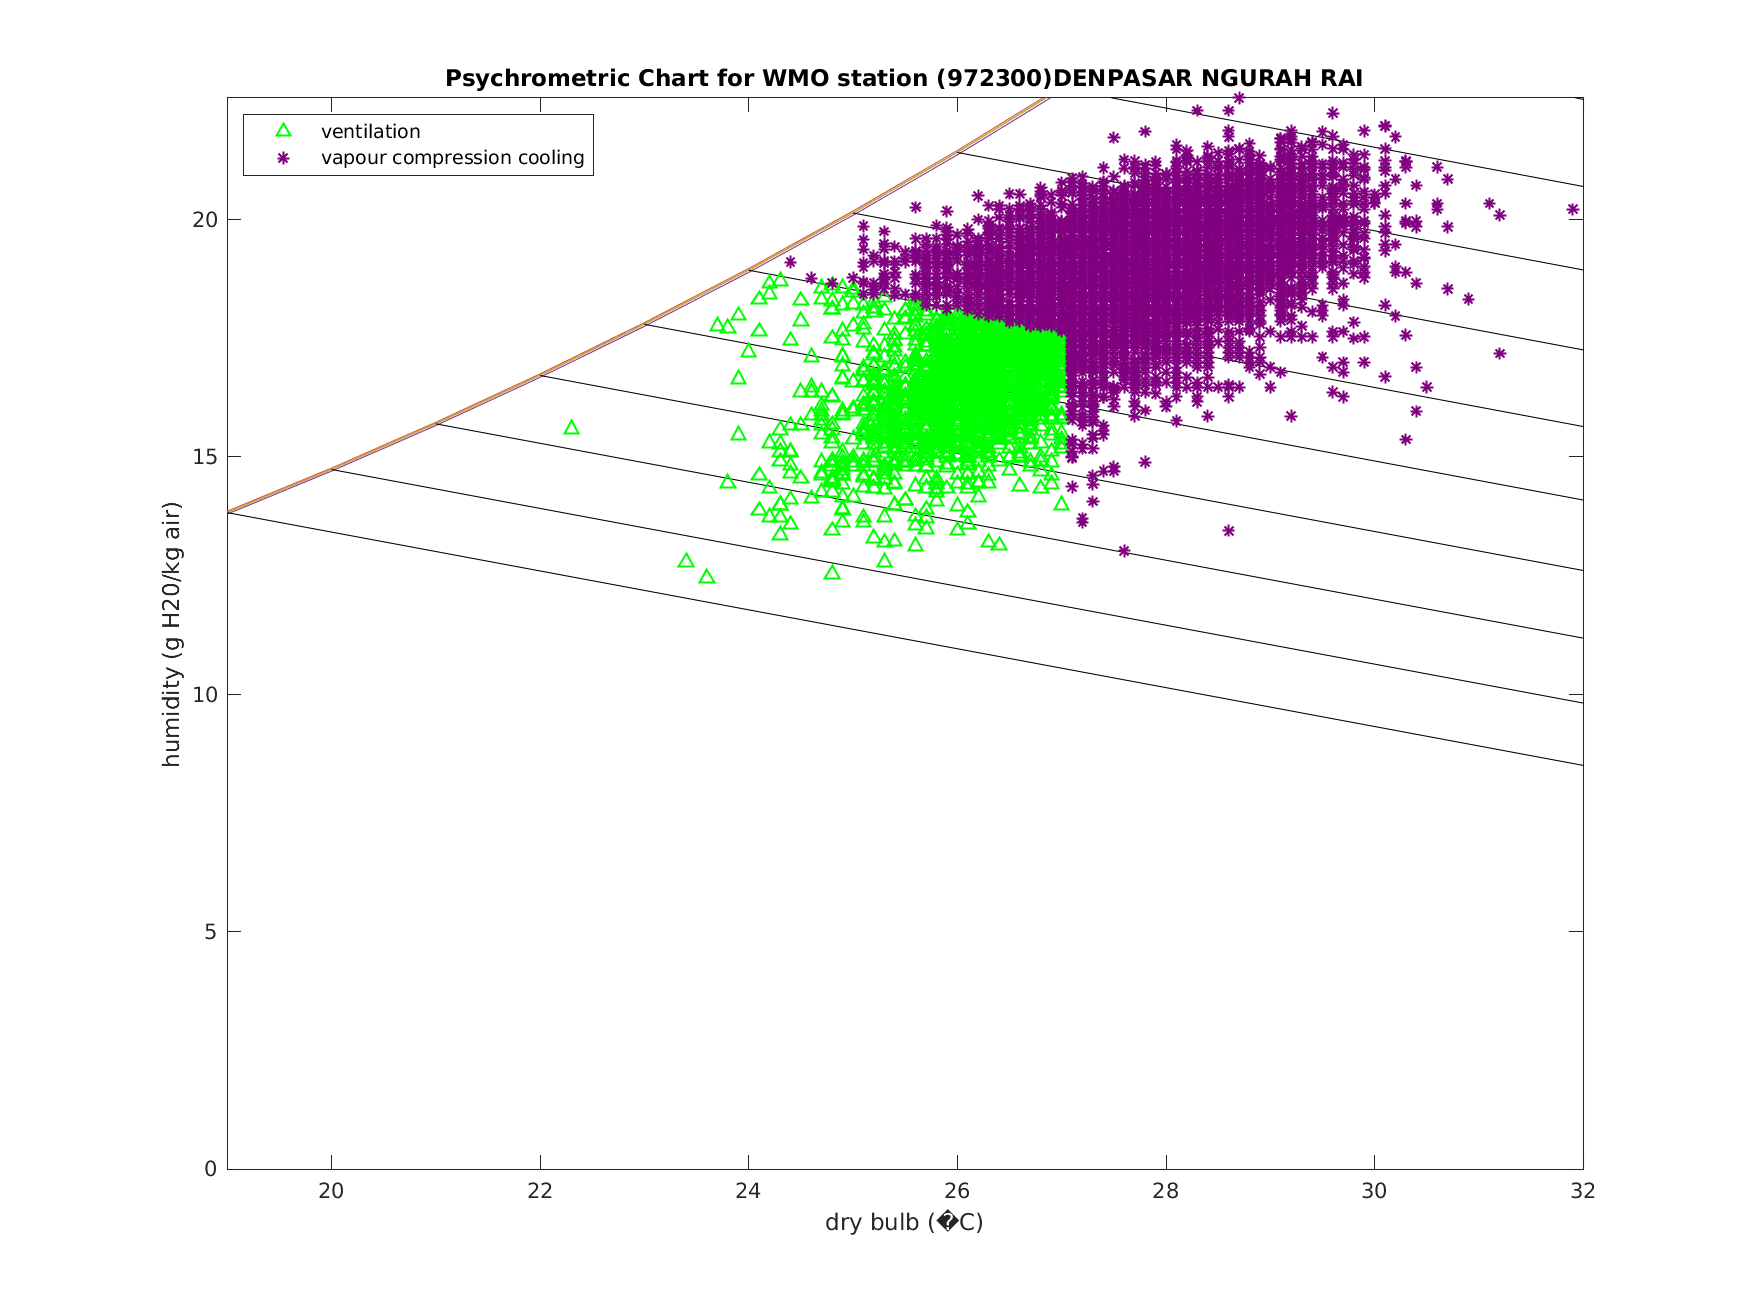 Psychrometric Chart for WMO station (972300)DENPASAR NGURAH RAI
ventilation
vapour compression cooling
humidity (g H20/kg air)
20
15
10
5
0
20 22 24 26 28 30 32
dry bulb (�C)